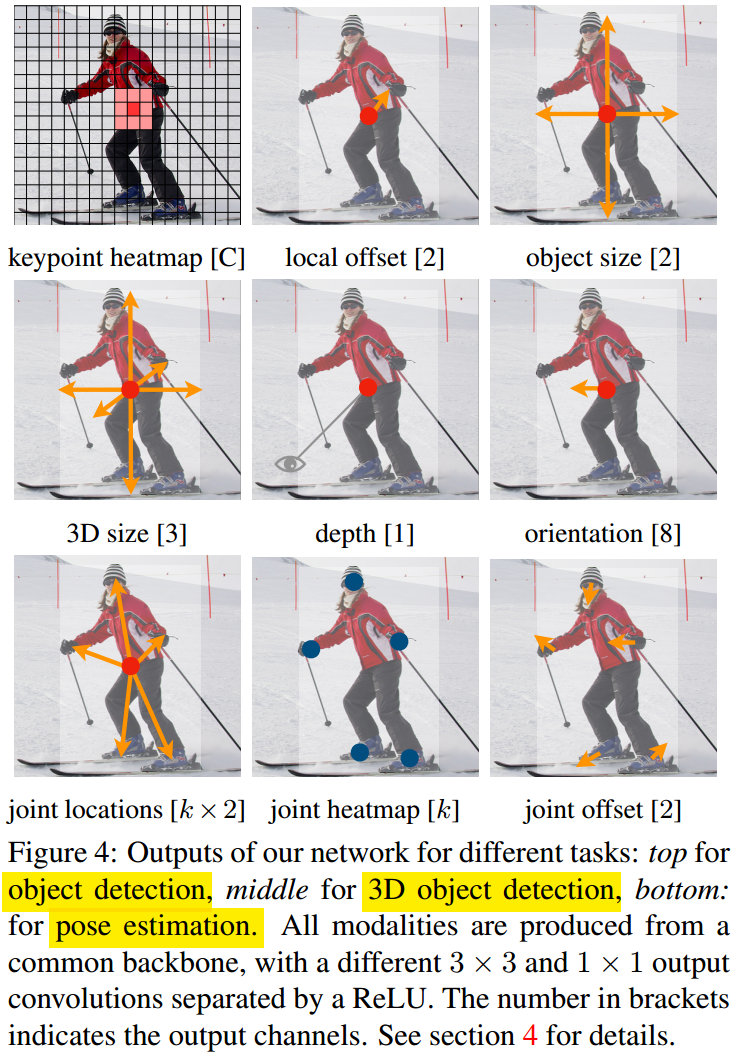 keypoint heatmap [C] local offset [2] object size [2]
3D size [3] depth [1] orientation [8]
joint locations [k × 2] joint heatmap [k] joint offset [2]
Figure 4: Outputs of our network for different tasks: top for
object detection, middle for 3D object detection, bottom:
for pose estimation. All modalities are produced from a
common backbone, with a different 3 × 3 and 1 × 1 output
convolutions separated by a ReLU. The number in brackets
indicates the output channels. See section 4 for details.